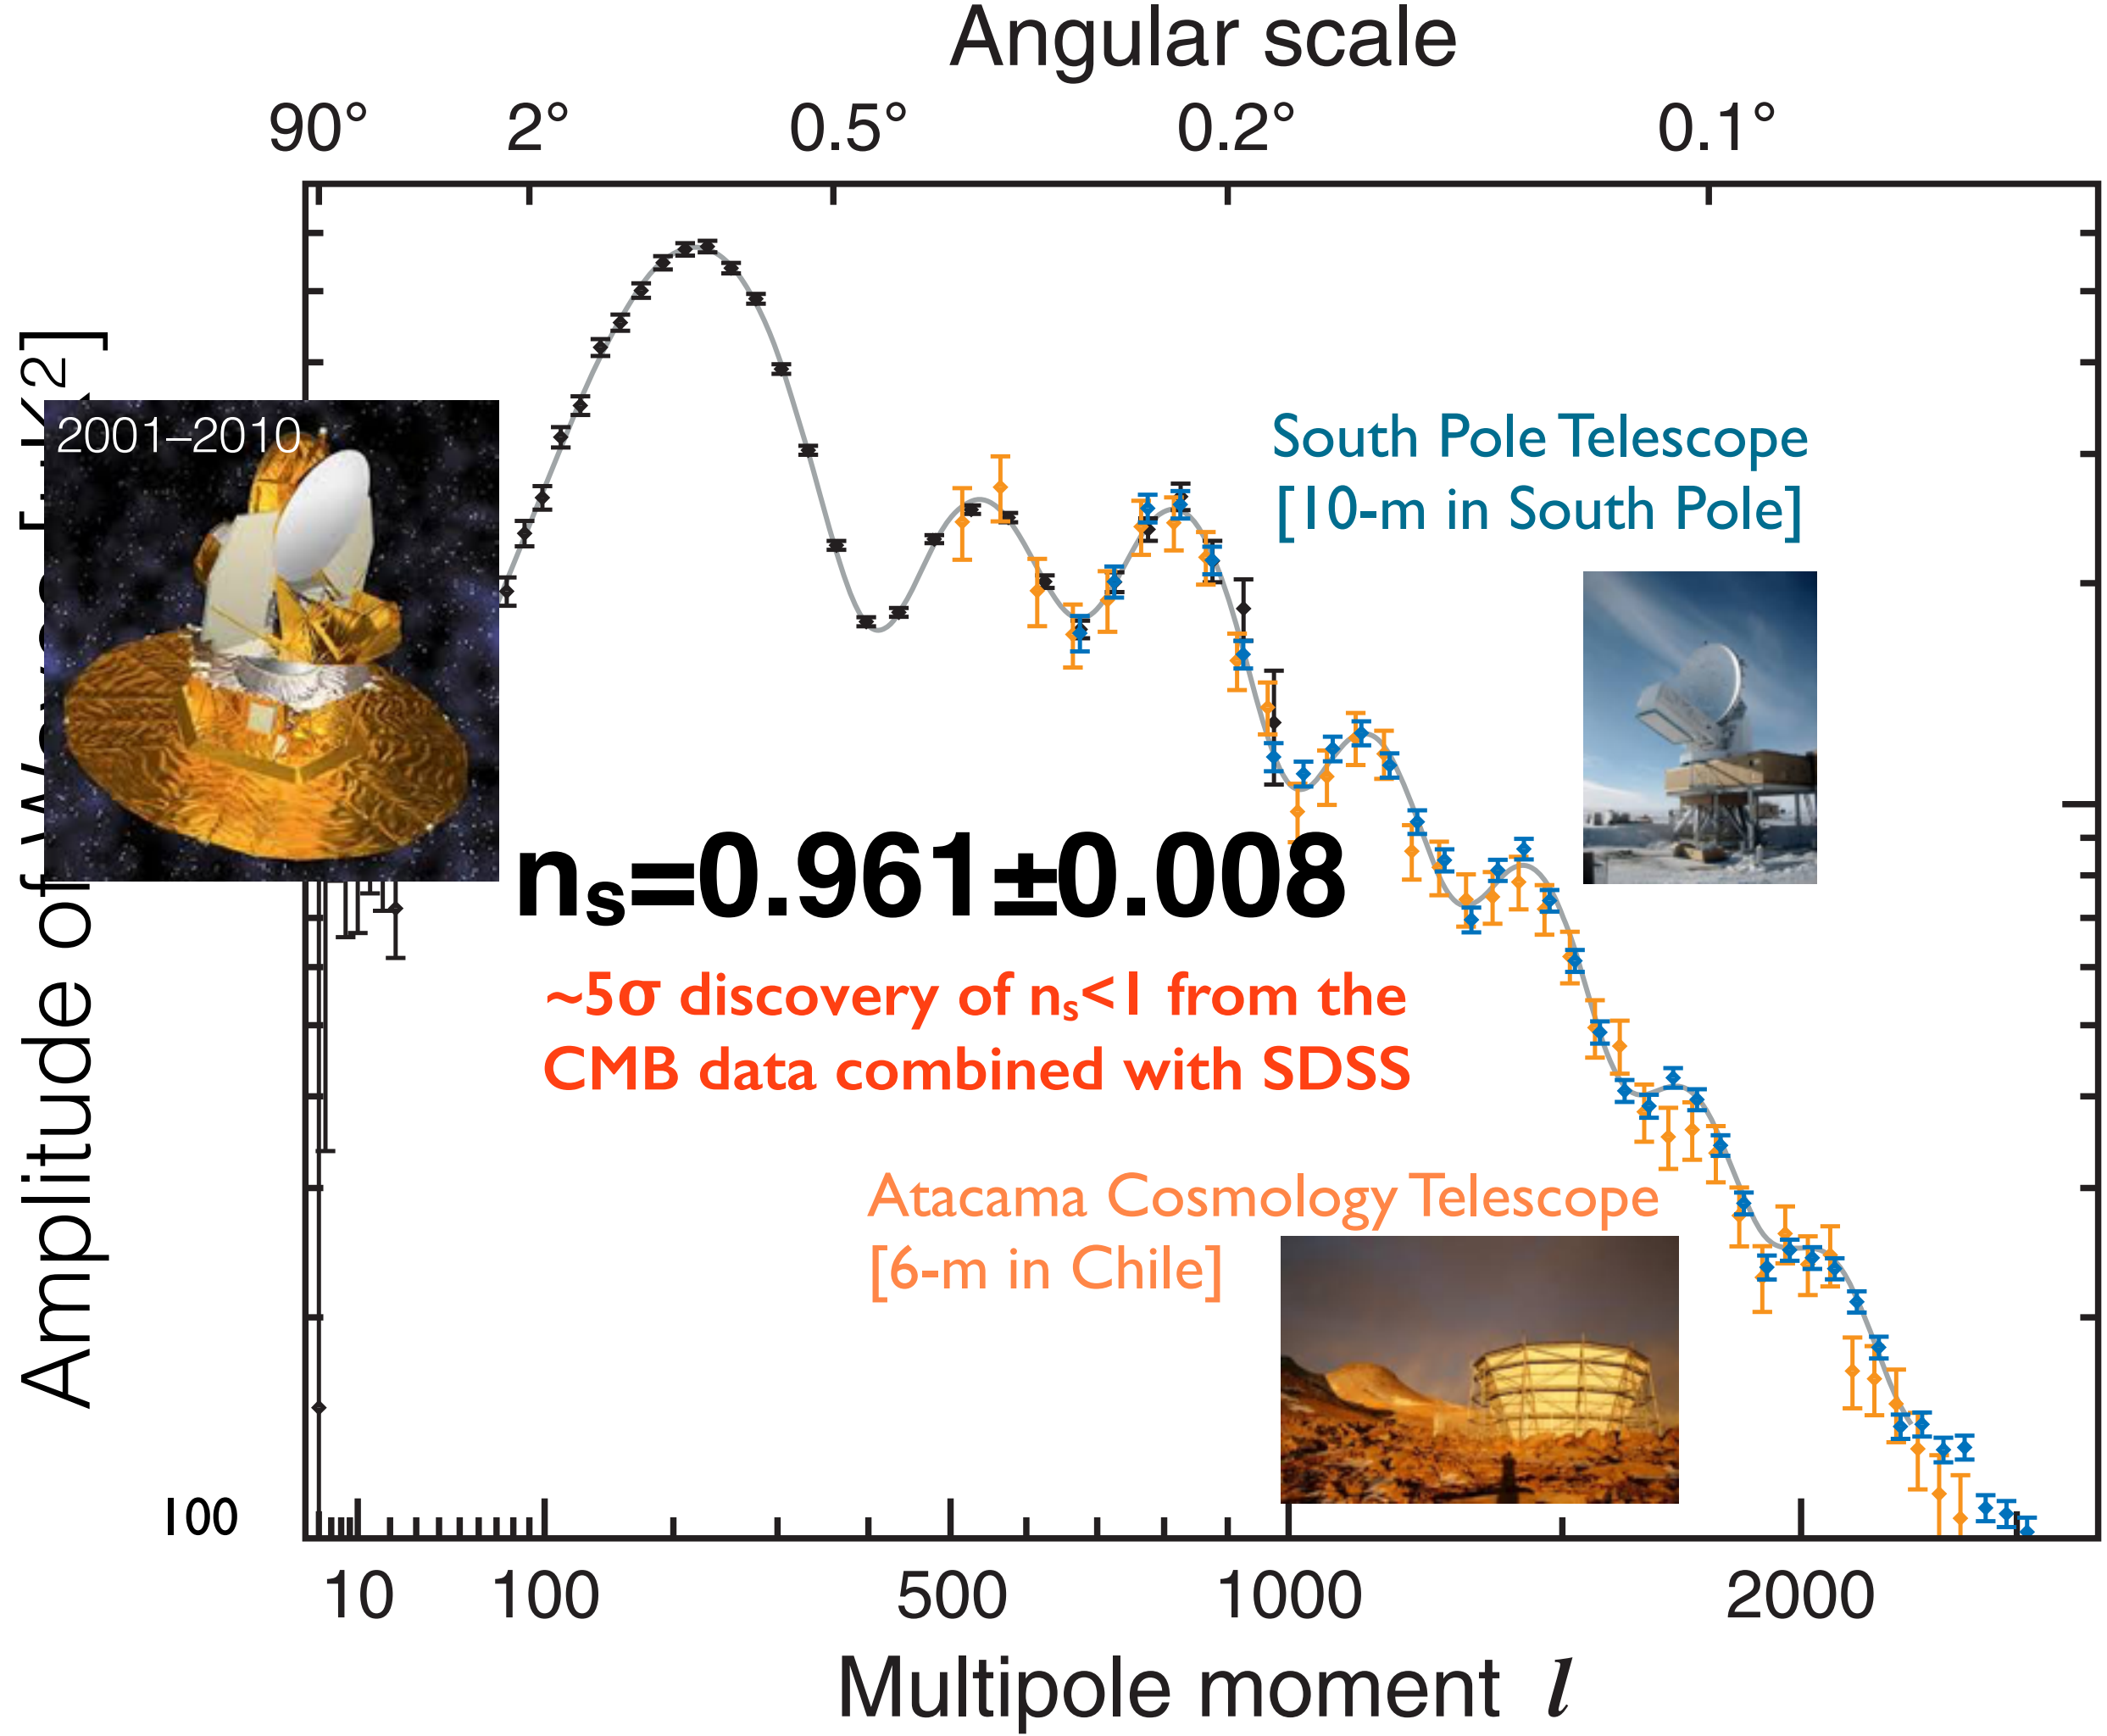 Angular scale
90° 2° 0.5° 0.2° 0.1°
Amplitude of
2001–2010
South Pole Telescope
[10-m in South Pole]
nₛ=0.961±0.008
~5σ discovery of nₛ<1 from the
CMB data combined with SDSS
Atacama Cosmology Telescope
[6-m in Chile]
100
10 100 500 1000 2000
Multipole moment l